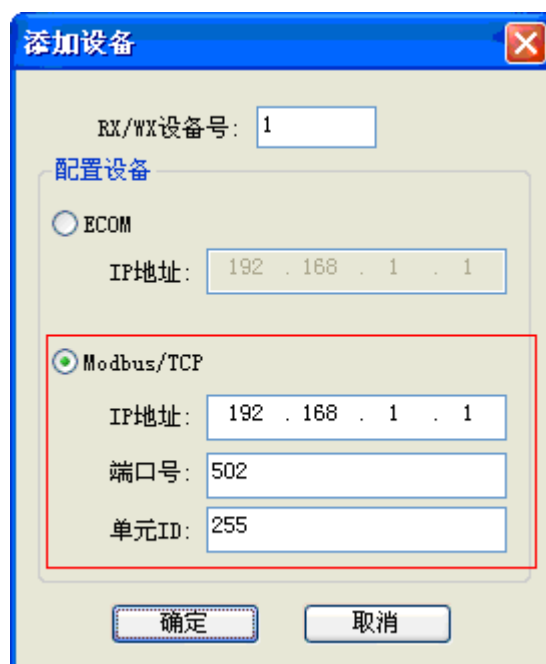 添加设备
RX/WX设备号: 1
配置设备
ECOM
IP地址: 192 . 168 . 1 . 1
Modbus/TCP
IP地址: 192 . 168 . 1 . 1
端口号: 502
单元ID: 255
确定 取消